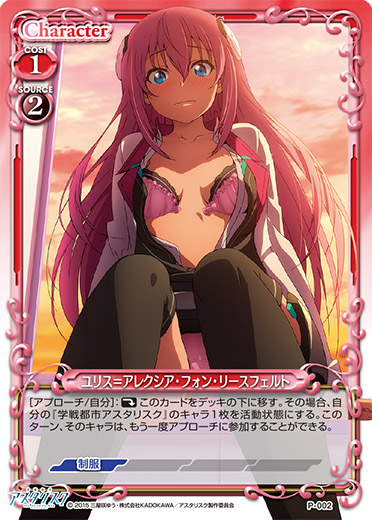 Character
COST
1
SOURCE
2
ユリス=アレクシア・フォン・リースフェルト
[アプローチ/自分]：このカードをデッキの下に移す。その場合、自
分の『学戦都市アスタリスク』のキャラ1枚を活動状態にする。この
ターン、そのキャラは、もう一度アプローチに参加することができる。
制服
アスタリスク
© 2015 三屋咲ゆう・株式会社KADOKAWA／アスタリスク製作委員会
P-002